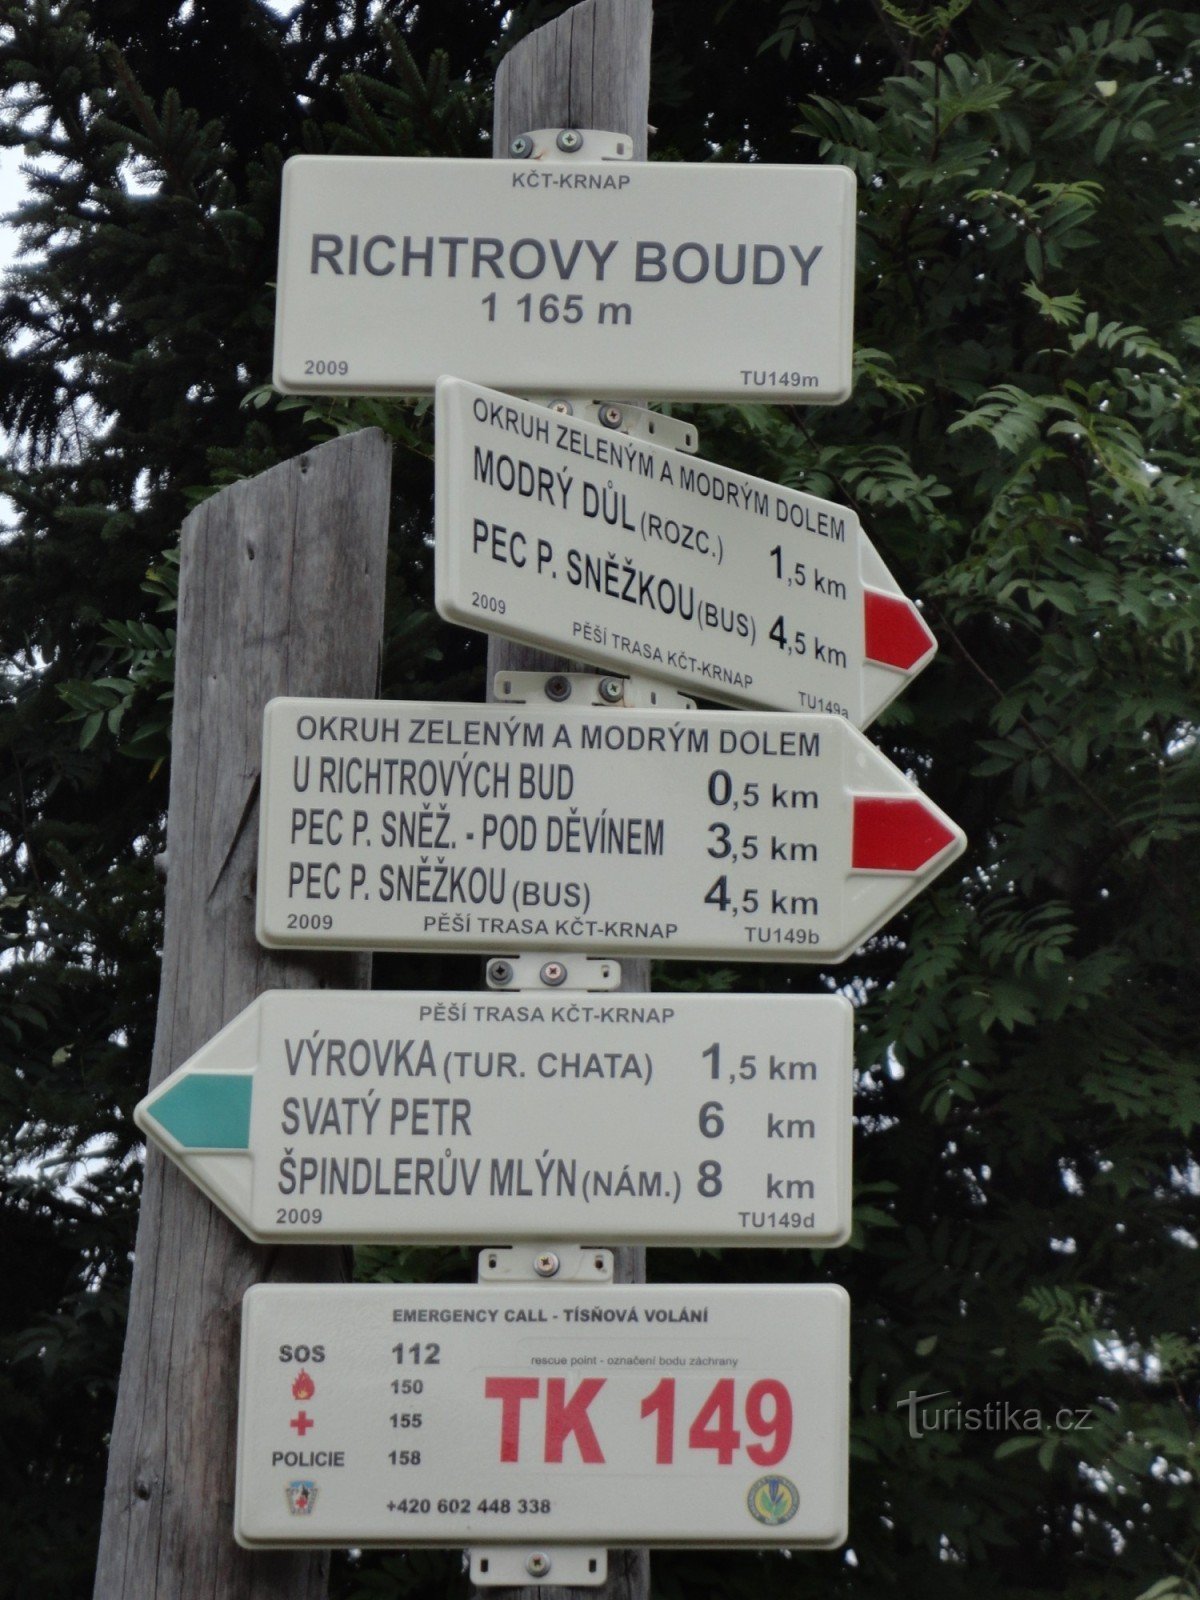 KČT-KRNAP
RICHTROVY BOUDY
1 165 m
2009 TU149m
OKRUH ZELENÝM A MODRÝM DOLEM
MODRÝ DŮL (ROZC.) 1,5 km
PEC P. SNĚŽKOU (BUS) 4,5 km
2009 PĚŠÍ TRASA KČT-KRNAP TU149a
OKRUH ZELENÝM A MODRÝM DOLEM
U RICHTROVÝCH BUD 0,5 km
PEC P. SNĚŽ. - POD DĚVÍNEM 3,5 km
PEC P. SNĚŽKOU (BUS) 4,5 km
2009 PĚŠÍ TRASA KČT-KRNAP TU149b
PĚŠÍ TRASA KČT-KRNAP
VÝROVKA (TUR. CHATA) 1,5 km
SVATÝ PETR 6 km
ŠPINDLERŮV MLÝN (NÁM.) 8 km
2009 TU149d
EMERGENCY CALL - TÍSŇOVÁ VOLÁNÍ
SOS 112
rescue point - označení bodu záchrany
150
155
TK 149
POLICIE 158
+420 602 448 338
Turistika.cz